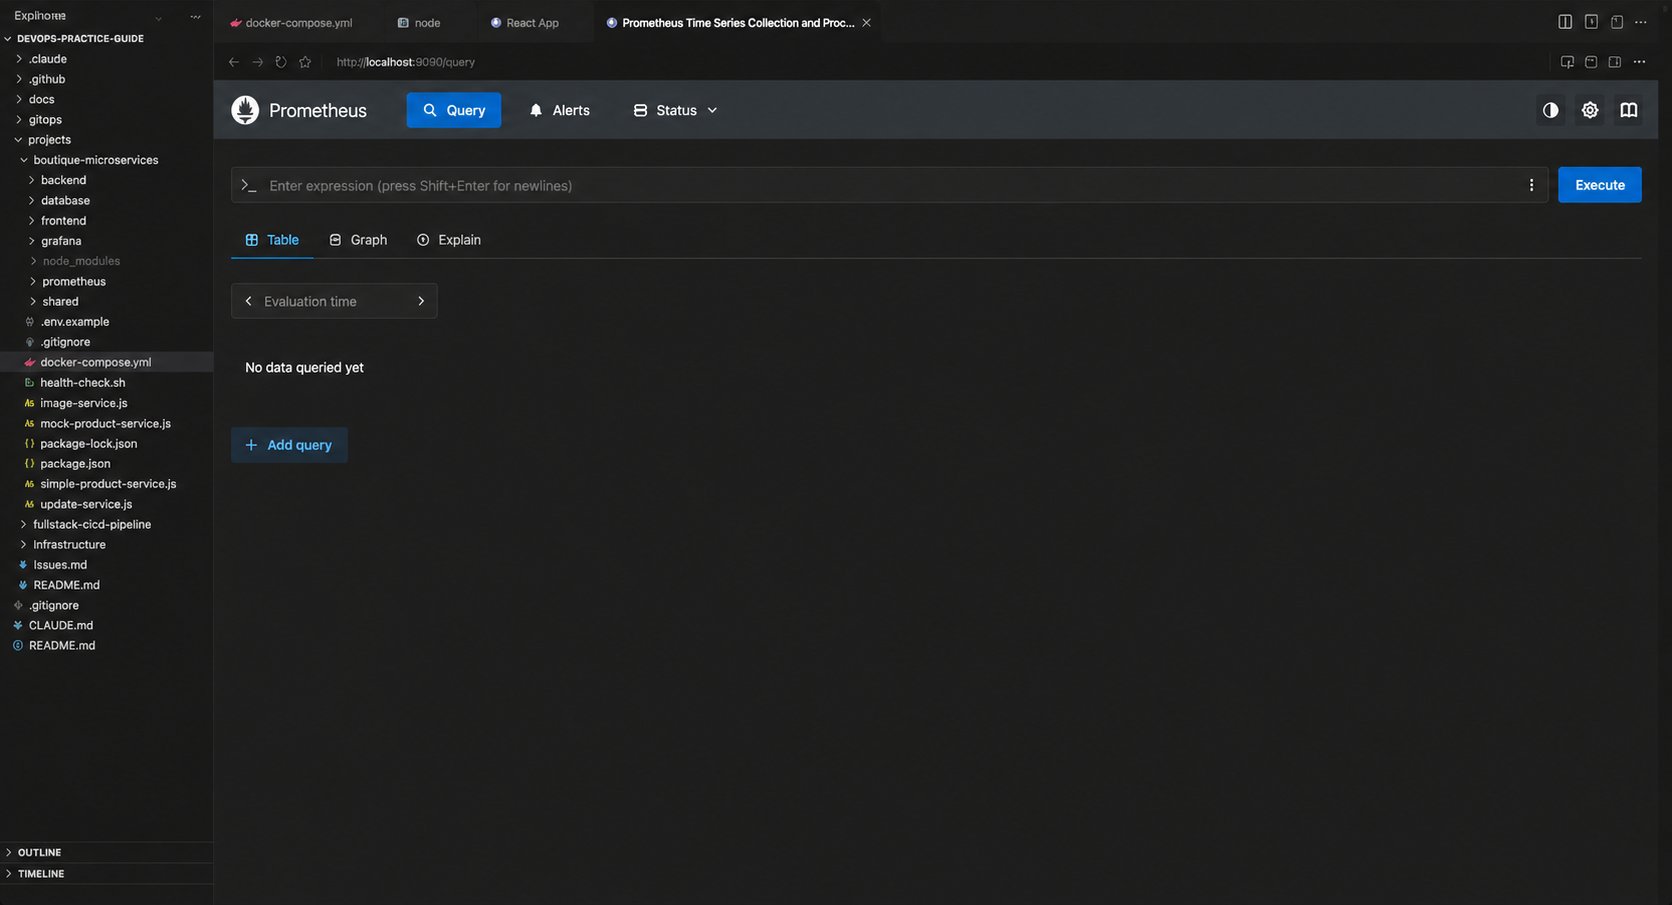 DEVOPS-PRACTICE-GUIDE
.claude
.github
docs
gitops
projects
boutique-microservices
backend
database
frontend
grafana
node_modules
prometheus
shared
.env.example
.gitignore
docker-compose.yml
health-check.sh
image-service.js
mock-product-service.js
package-lock.json
package.json
simple-product-service.js
update-service.js
fullstack-cicd-pipeline
Infrastructure
Issues.md
README.md
.gitignore
CLAUDE.md
README.md
OUTLINE
TIMELINE
docker-compose.yml
node
React App
Prometheus Time Series Collection and Proc...
http://localhost:9090/query
Prometheus
Query
Alerts
Status
Enter expression (press Shift+Enter for newlines)
Execute
Table
Graph
Explain
Evaluation time
No data queried yet
Add query